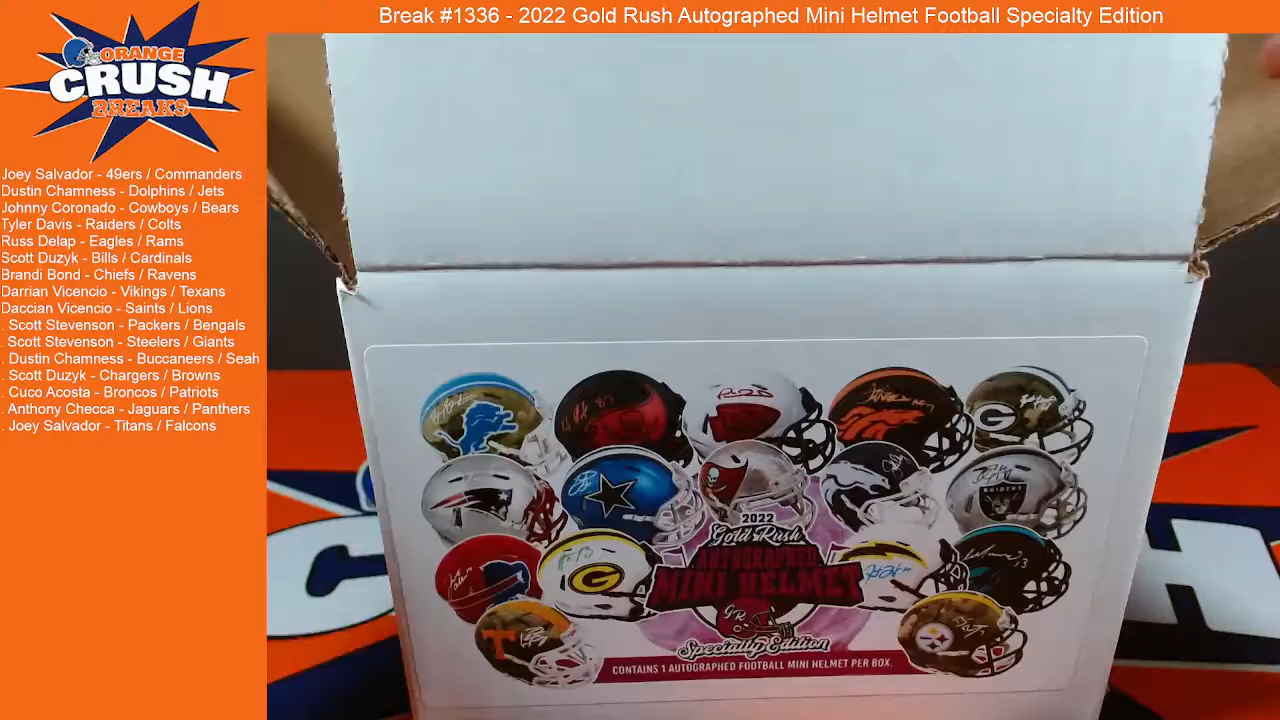 Break #1336 - 2022 Gold Rush Autographed Mini Helmet Football Specialty Edition
ORANGE
CRUSH
BREAKS
Joey Salvador - 49ers / Commanders
Dustin Chamness - Dolphins / Jets
Johnny Coronado - Cowboys / Bears
Tyler Davis - Raiders / Colts
Russ Delap - Eagles / Rams
Scott Duzyk - Bills / Cardinals
Brandi Bond - Chiefs / Ravens
Darrian Vicencio - Vikings / Texans
Daccian Vicencio - Saints / Lions
. Scott Stevenson - Packers / Bengals
. Scott Stevenson - Steelers / Giants
. Dustin Chamness - Buccaneers / Seah
. Scott Duzyk - Chargers / Browns
. Cuco Acosta - Broncos / Patriots
. Anthony Checca - Jaguars / Panthers
. Joey Salvador - Titans / Falcons
G
RAIDERS
2022
Gold Rush
AUTOGRAPHED
MINI HELMET
G
GR
T
Specialty Edition
Steelers
CONTAINS 1 AUTOGRAPHED FOOTBALL MINI HELMET PER BOX.
C
H